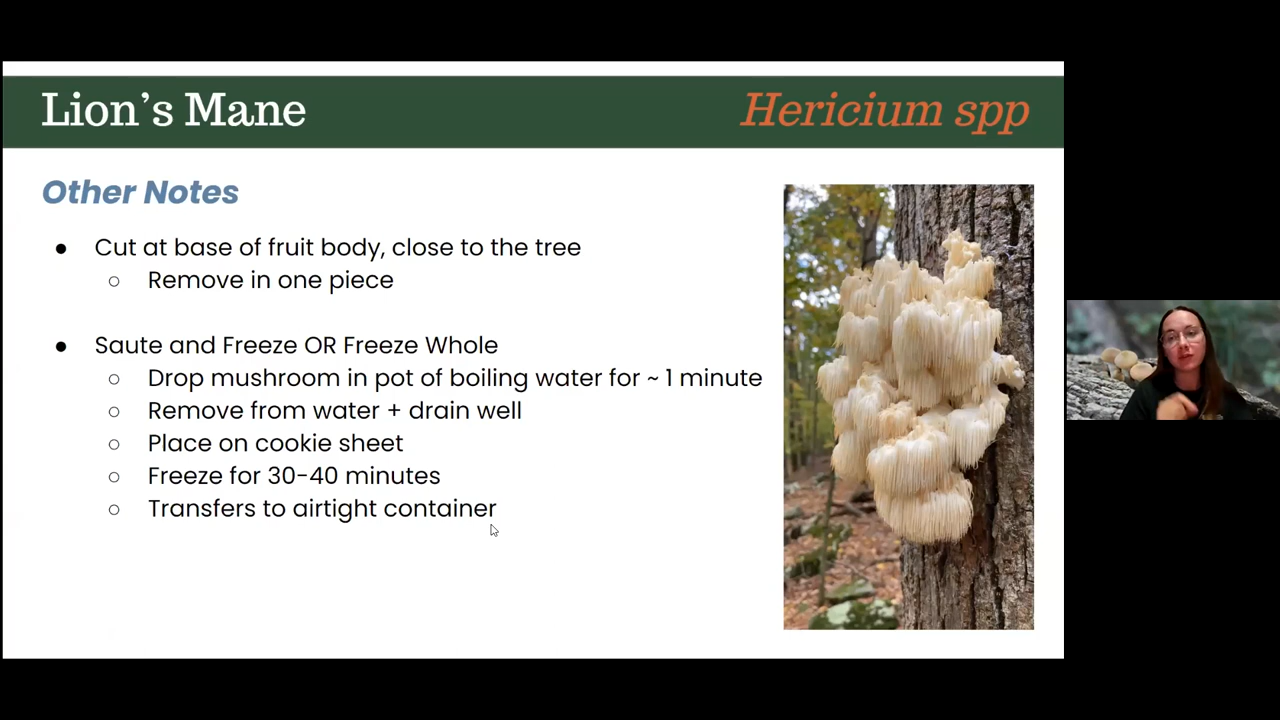 Lion's Mane
Hericium spp
Other Notes
● Cut at base of fruit body, close to the tree
○ Remove in one piece
● Saute and Freeze OR Freeze Whole
○ Drop mushroom in pot of boiling water for ~ 1 minute
○ Remove from water + drain well
○ Place on cookie sheet
○ Freeze for 30-40 minutes
○ Transfers to airtight container